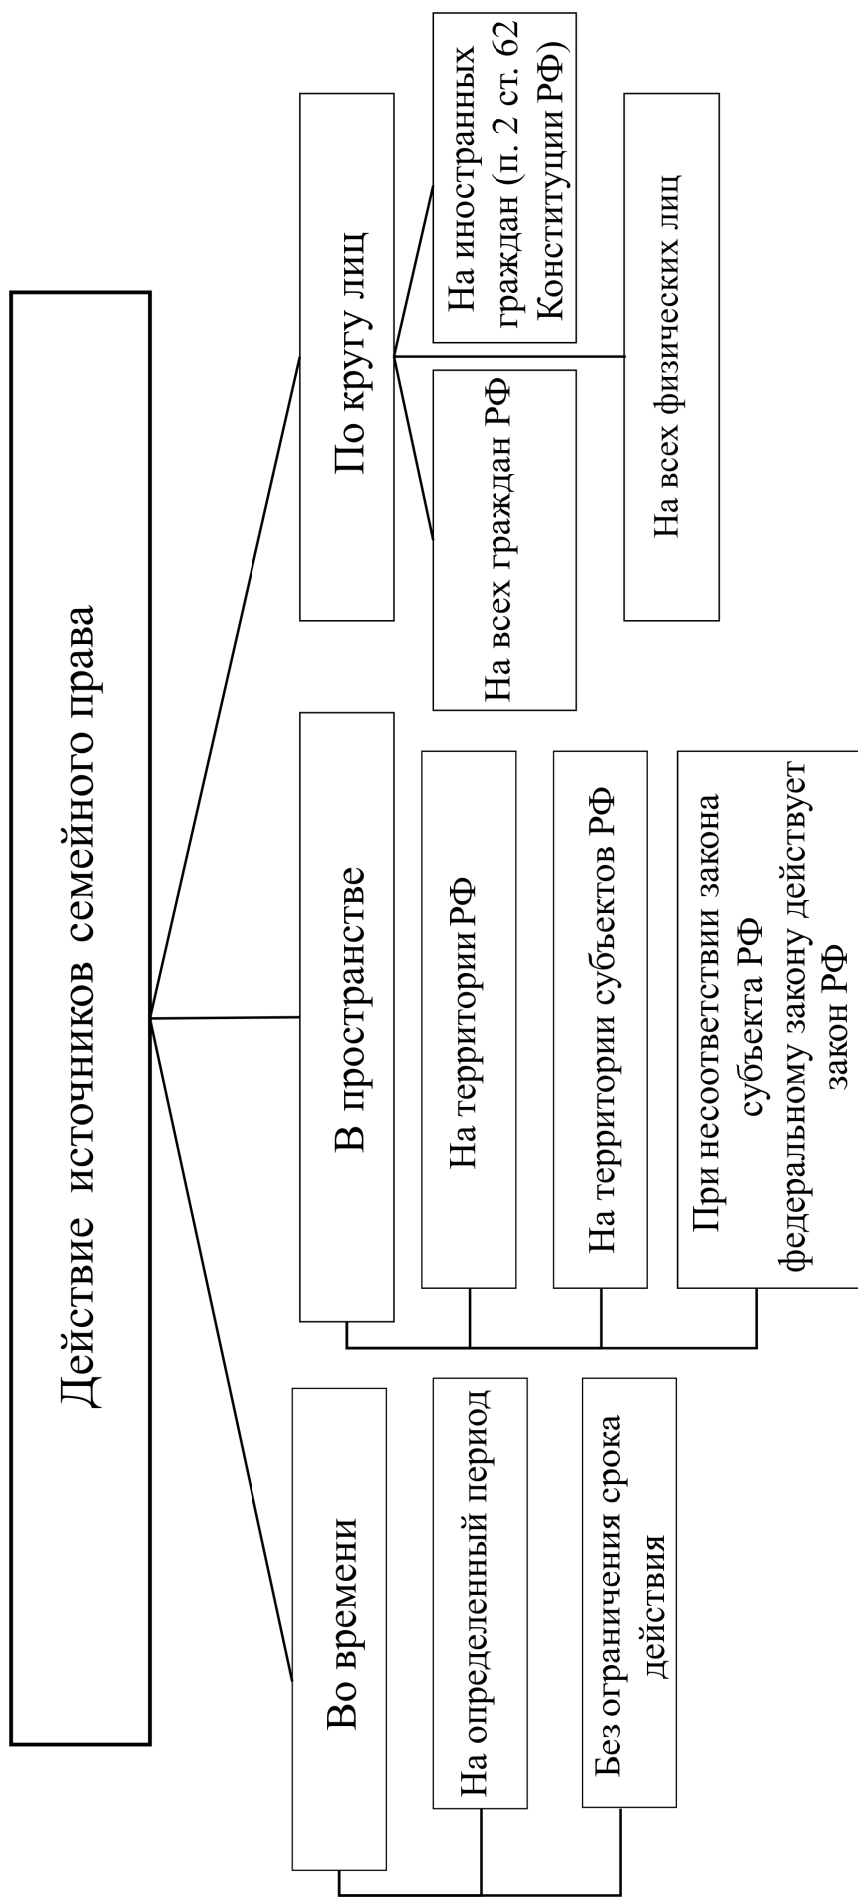 Действие источников семейного права
Во времени
На определенный период
Без ограничения срока
действия
В пространстве
На территории РФ
На территории субъектов РФ
При несоответствии закона
субъекта РФ
федеральному закону действует
закон РФ
По кругу лиц
На всех граждан РФ
На иностранных
граждан (п. 2 ст. 62
Конституции РФ)
На всех физических лиц